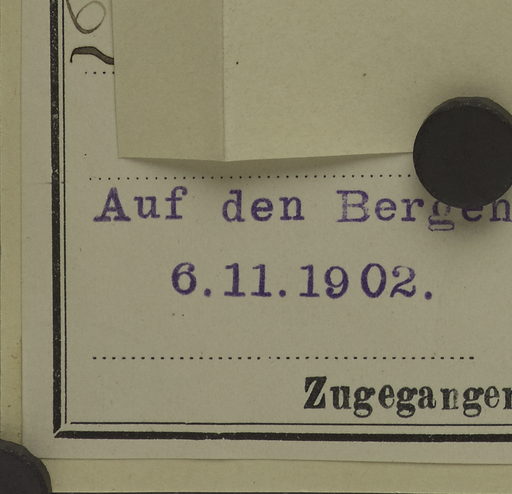 Auf den Bergen
6.11.1902.
Zugegangen